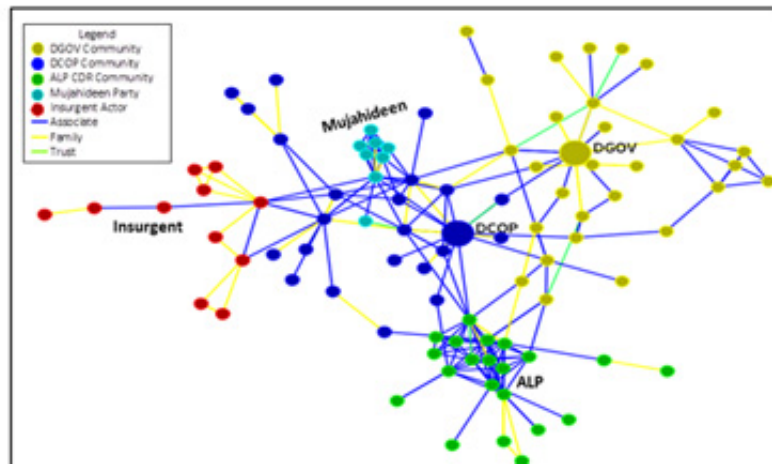 Legend
DGOV Community
DCOP Community
ALP CDR Community
Mujahideen Party
Insurgent Actor
Associate
Family
Trust
Mujahideen
DGOV
Insurgent
DCOP
ALP